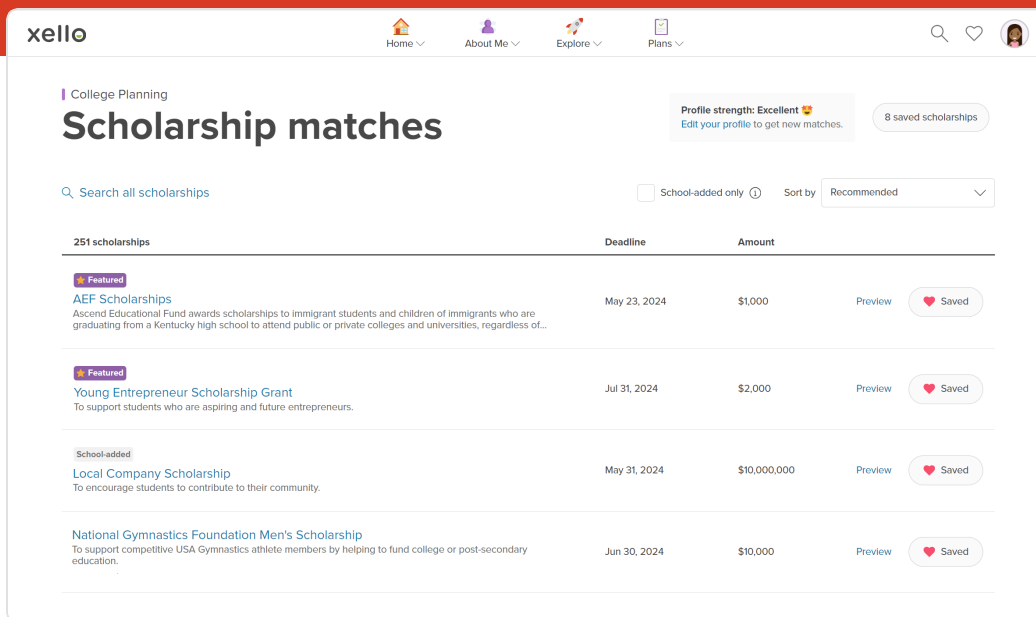 xello
Home
About Me
Explore
Plans
College Planning
Scholarship matches
Profile strength: Excellent
Edit your profile to get new matches.
8 saved scholarships
Search all scholarships
School-added only
Sort by
Recommended
251 scholarships
Deadline
Amount
Featured
AEF Scholarships
Ascend Educational Fund awards scholarships to immigrant students and children of immigrants who are
graduating from a Kentucky high school to attend public or private colleges and universities, regardless of...
May 23, 2024
$1,000
Preview
Saved
Featured
Young Entrepreneur Scholarship Grant
To support students who are aspiring and future entrepreneurs.
Jul 31, 2024
$2,000
Preview
Saved
School-added
Local Company Scholarship
To encourage students to contribute to their community.
May 31, 2024
$10,000,000
Preview
Saved
National Gymnastics Foundation Men's Scholarship
To support competitive USA Gymnastics athlete members by helping to fund college or post-secondary
education.
Jun 30, 2024
$10,000
Preview
Saved